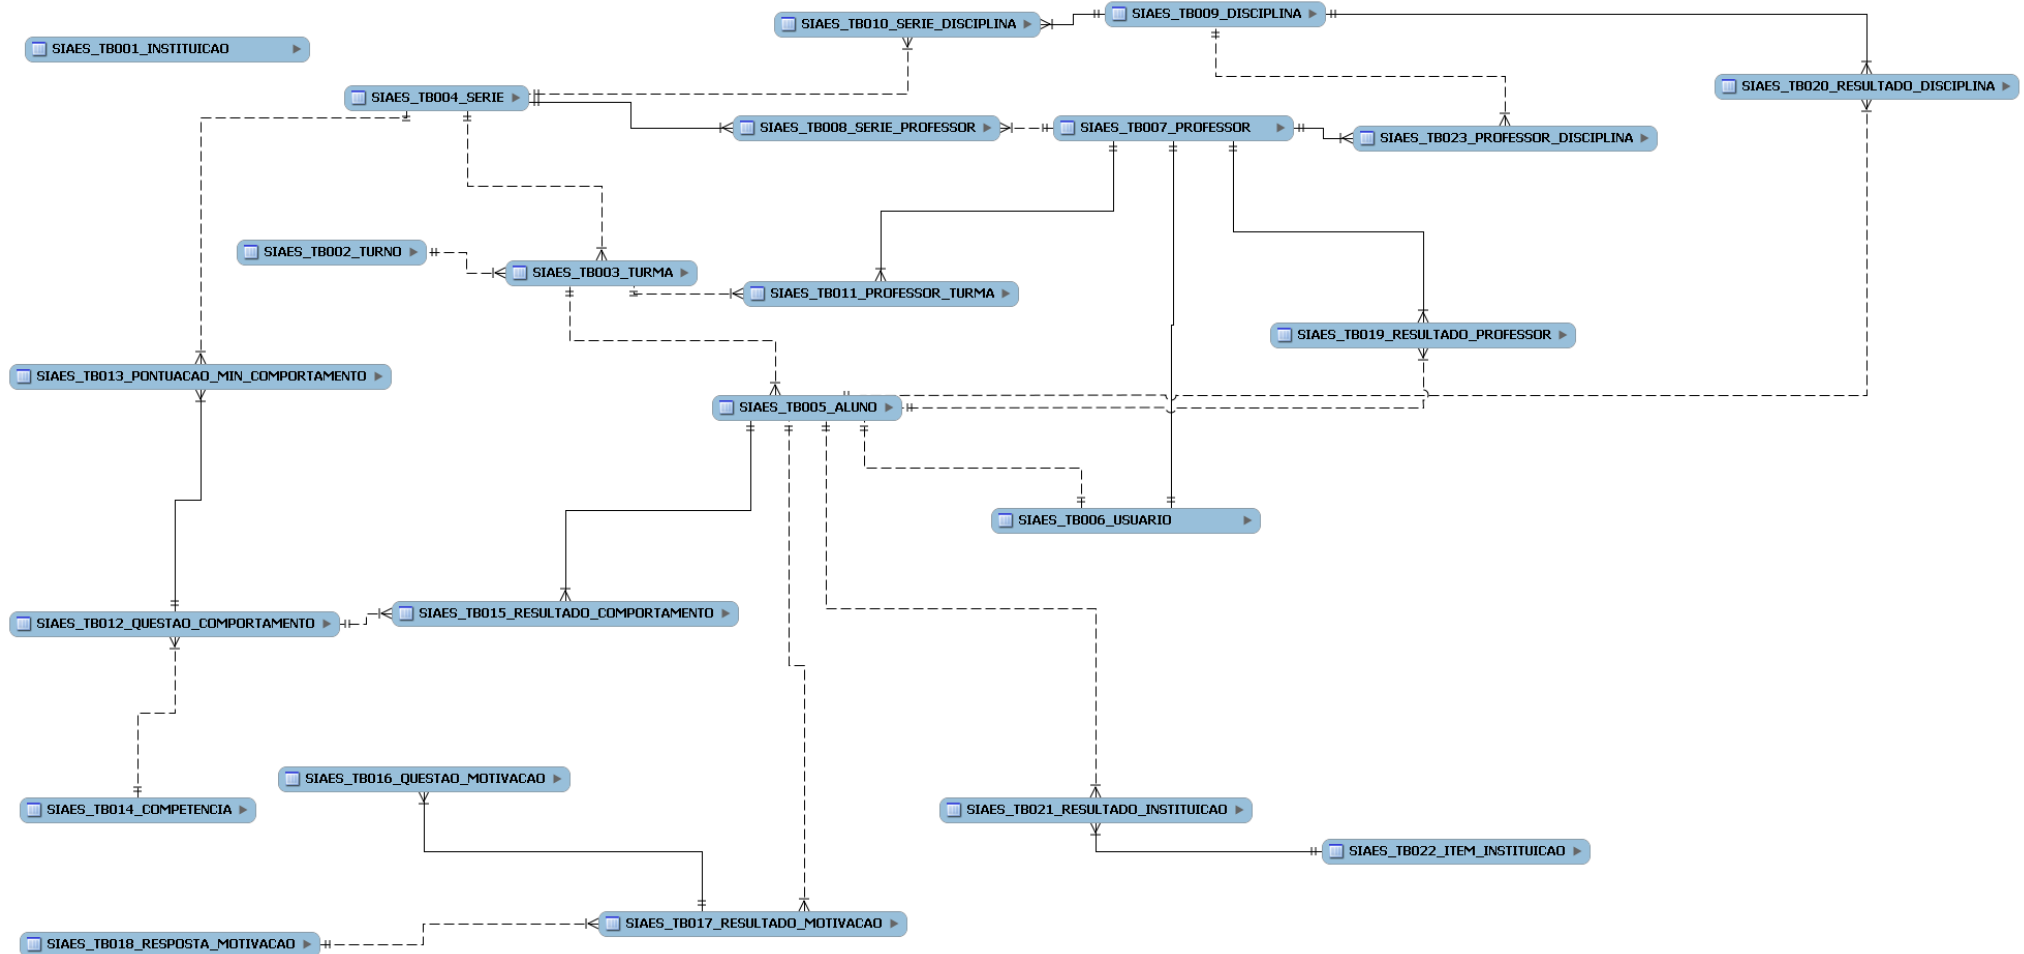 SIAES_TB010_SERIE_DISCIPLINA
SIAES_TB009_DISCIPLINA
SIAES_TB001_INSTITUICAO
SIAES_TB020_RESULTADO_DISCIPLINA
SIAES_TB004_SERIE
SIAES_TB008_SERIE_PROFESSOR
SIAES_TB007_PROFESSOR
SIAES_TB023_PROFESSOR_DISCIPLINA
SIAES_TB002_TURNO
SIAES_TB003_TURMA
SIAES_TB011_PROFESSOR_TURMA
SIAES_TB019_RESULTADO_PROFESSOR
SIAES_TB013_PONTUACAO_MIN_COMPORTAMENTO
SIAES_TB005_ALUNO
SIAES_TB006_USUARIO
SIAES_TB015_RESULTADO_COMPORTAMENTO
SIAES_TB012_QUESTAO_COMPORTAMENTO
SIAES_TB016_QUESTAO_MOTIVACAO
SIAES_TB014_COMPETENCIA
SIAES_TB021_RESULTADO_INSTITUICAO
SIAES_TB022_ITEM_INSTITUICAO
SIAES_TB017_RESULTADO_MOTIVACAO
SIAES_TB018_RESPOSTA_MOTIVACAO